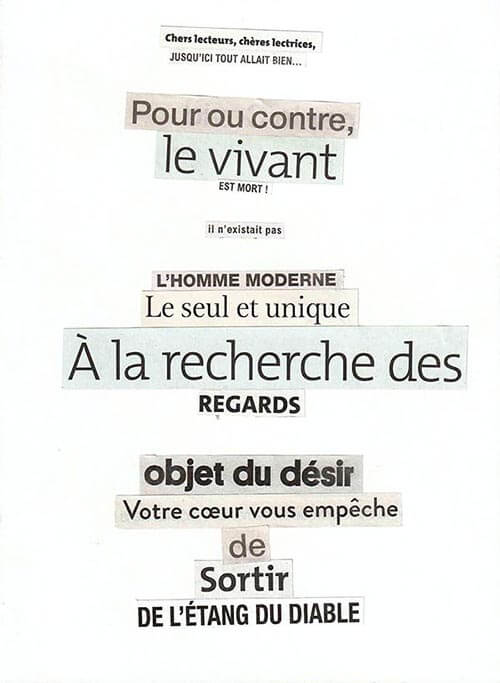 Chers lecteurs, chères lectrices,
JUSQU'ICI TOUT ALLAIT BIEN...
Pour ou contre,
le vivant
EST MORT !
il n'existait pas
L'HOMME MODERNE
Le seul et unique
À la recherche des
REGARDS
objet du désir
Votre cœur vous empêche
de
Sortir
DE L'ÉTANG DU DIABLE